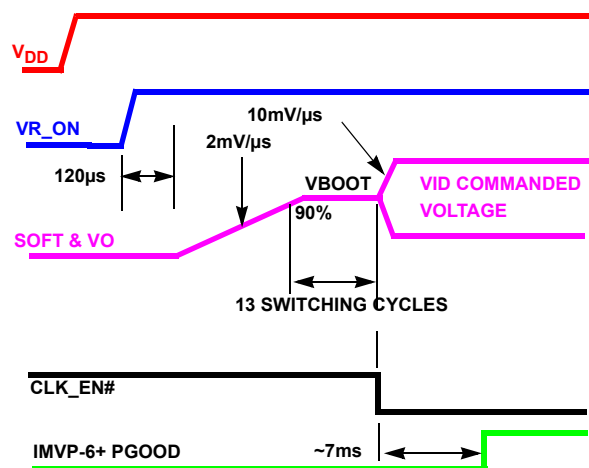 VDD
10mV/µs
VR_ON
2mV/µs
120µs
VBOOT
VID COMMANDED
VOLTAGE
90%
SOFT & VO
13 SWITCHING CYCLES
CLK_EN#
IMVP-6+ PGOOD
~7ms